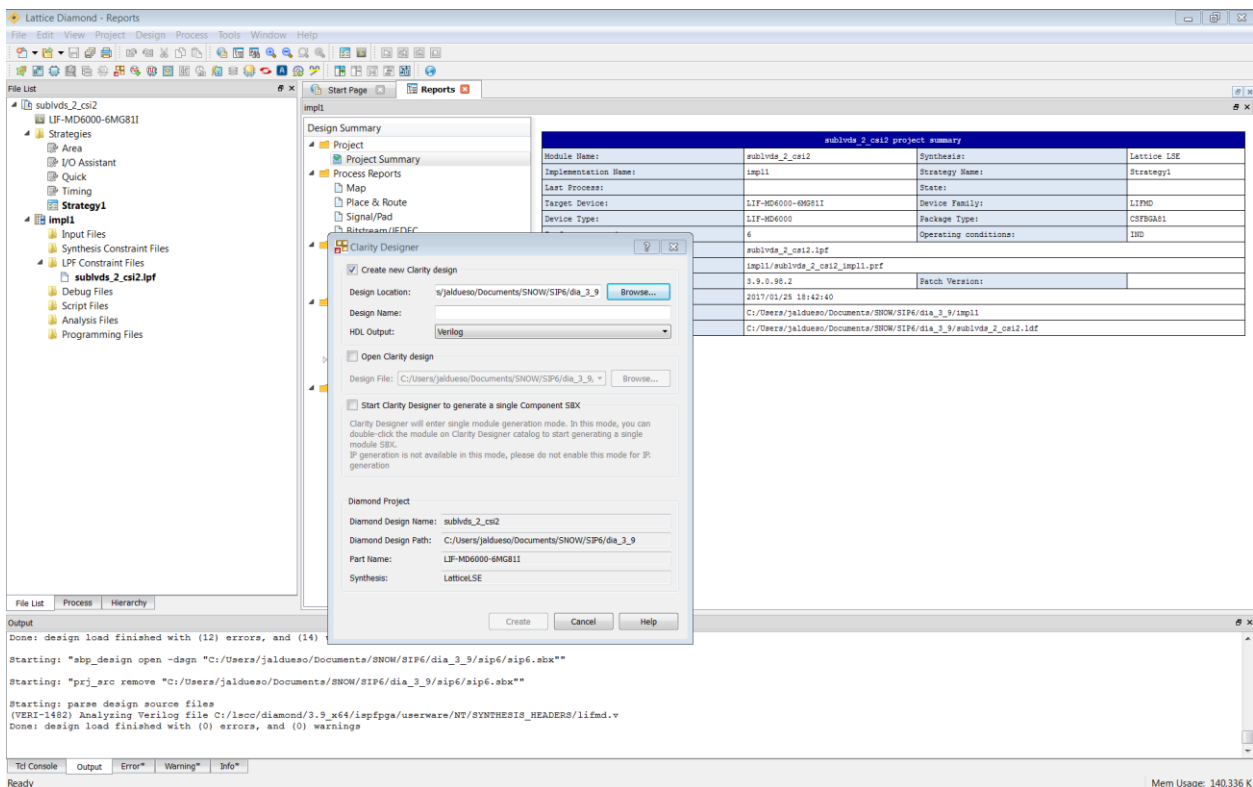 Lattice Diamond - Reports
File Edit View Project Design Process Tools Window Help
File List
sublvds_2_csi2
LIF-MD6000-6MG81I
Strategies
Area
I/O Assistant
Quick
Timing
Strategy1
impl1
Input Files
Synthesis Constraint Files
LPF Constraint Files
sublvds_2_csi2.lpf
Debug Files
Script Files
Analysis Files
Programming Files
File List Process Hierarchy
Start Page Reports
impl1
Design Summary
Project
Project Summary
Process Reports
Map
Place & Route
Signal/Pad
Bitstream/JEDEC
sublvds_2_csi2 project summary
Module Name: sublvds_2_csi2 Synthesis: Lattice LSE
Implementation Name: impl1 Strategy Name: Strategy1
Last Process: State:
Target Device: LIF-MD6000-6MG81I Device Family: LIFMD
Device Type: LIF-MD6000 Package Type: CSFBGA81
6 Operating conditions: IND
sublvds_2_csi2.lpf
impl1/sublvds_2_csi2_impl1.prf
3.9.0.98.2 Patch Version:
2017/01/25 18:42:40
C:/Users/jaldueso/Documents/SNOW/SIP6/dia_3_9/impl1
C:/Users/jaldueso/Documents/SNOW/SIP6/dia_3_9/sublvds_2_csi2.ldf
Clarity Designer
Create new Clarity design
Design Location: s/jaldueso/Documents/SNOW/SIP6/dia_3_9 Browse...
Design Name:
HDL Output: Verilog
Open Clarity design
Design File: C:/Users/jaldueso/Documents/SNOW/SIP6/dia_3_9, Browse...
Start Clarity Designer to generate a single Component SBX
Clarity Designer will enter single module generation mode. In this mode, you can
double-click the module on Clarity Designer catalog to start generating a single
module SBX.
IP generation is not available in this mode, please do not enable this mode for IP
generation
Diamond Project
Diamond Design Name: sublvds_2_csi2
Diamond Design Path: C:/Users/jaldueso/Documents/SNOW/SIP6/dia_3_9
Part Name: LIF-MD6000-6MG81I
Synthesis: LatticeLSE
Create Cancel Help
Output
Done: design load finished with (12) errors, and (14)
Starting: "sbp_design open -dsgn "C:/Users/jaldueso/Documents/SNOW/SIP6/dia_3_9/sip6/sip6.sbx""
Starting: "prj_src remove "C:/Users/jaldueso/Documents/SNOW/SIP6/dia_3_9/sip6/sip6.sbx""
Starting: parse design source files
(VERI-1482) Analyzing Verilog file C:/lscc/diamond/3.9_x64/ispfpga/userware/NT/SYNTHESIS_HEADERS/lifmd.v
Done: design load finished with (0) errors, and (0) warnings
Tcl Console Output Error* Warning* Info*
Ready Mem Usage: 140,336 K